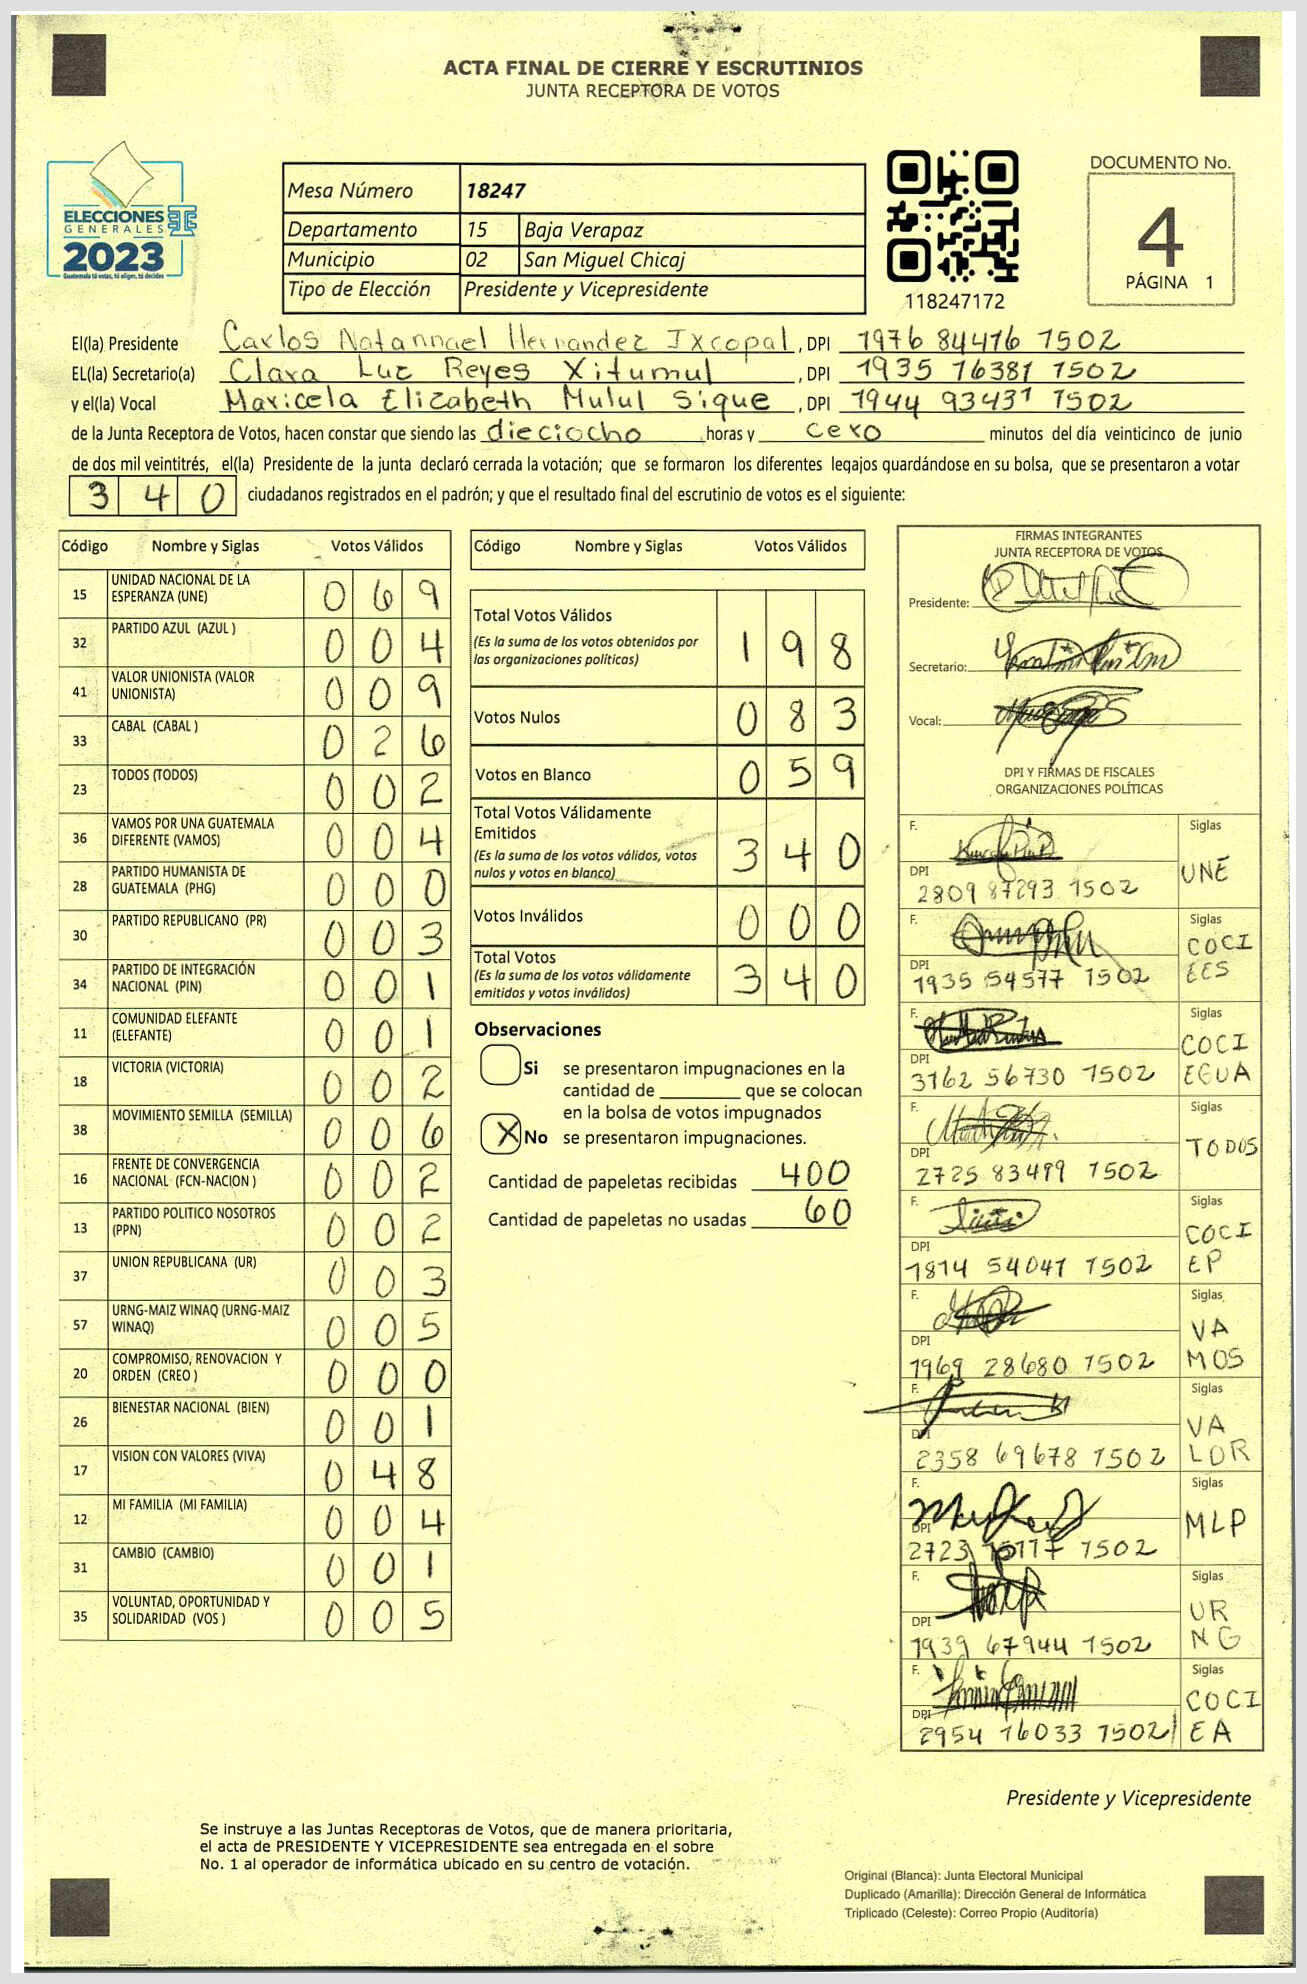 ACTA FINAL DE CIERRE Y ESCRUTINIOS
JUNTA RECEPTORA DE VOTOS
ELECCIONES
GENERALES
2023
Guatemala tú votas, tú eliges, tú decides
Mesa Número 18247
Departamento 15 Baja Verapaz
Municipio 02 San Miguel Chicaj
Tipo de Elección Presidente y Vicepresidente
118247172
DOCUMENTO No.
4
PÁGINA 1
El(la) Presidente Carlos Natannael Hernandez Ixcopal, DPI 1976 84416 1502
EL(la) Secretario(a) Clara Luz Reyes Xitumul, DPI 1935 16381 1502
y el(la) Vocal Maricela Elizabeth Mulul Sique, DPI 1944 93431 1502
de la Junta Receptora de Votos, hacen constar que siendo las dieciocho horas y cero minutos del día veinticinco de junio
de dos mil veintitrés, el(la) Presidente de la junta declaró cerrada la votación; que se formaron los diferentes legajos guardándose en su bolsa, que se presentaron a votar
340 ciudadanos registrados en el padrón; y que el resultado final del escrutinio de votos es el siguiente:
Código Nombre y Siglas Votos Válidos
15 UNIDAD NACIONAL DE LA ESPERANZA (UNE) 0 6 9
32 PARTIDO AZUL (AZUL ) 0 0 4
41 VALOR UNIONISTA (VALOR UNIONISTA) 0 0 9
33 CABAL (CABAL ) 0 2 6
23 TODOS (TODOS) 0 0 2
36 VAMOS POR UNA GUATEMALA DIFERENTE (VAMOS) 0 0 4
28 PARTIDO HUMANISTA DE GUATEMALA (PHG) 0 0 0
30 PARTIDO REPUBLICANO (PR) 0 0 3
34 PARTIDO DE INTEGRACIÓN NACIONAL (PIN) 0 0 1
11 COMUNIDAD ELEFANTE (ELEFANTE) 0 0 1
18 VICTORIA (VICTORIA) 0 0 2
38 MOVIMIENTO SEMILLA (SEMILLA) 0 0 6
16 FRENTE DE CONVERGENCIA NACIONAL (FCN-NACION ) 0 0 2
13 PARTIDO POLITICO NOSOTROS (PPN) 0 0 2
37 UNION REPUBLICANA (UR) 0 0 3
57 URNG-MAIZ WINAQ (URNG-MAIZ WINAQ) 0 0 5
20 COMPROMISO, RENOVACION Y ORDEN (CREO ) 0 0 0
26 BIENESTAR NACIONAL (BIEN) 0 0 1
17 VISION CON VALORES (VIVA) 0 4 8
12 MI FAMILIA (MI FAMILIA) 0 0 4
31 CAMBIO (CAMBIO) 0 0 1
35 VOLUNTAD, OPORTUNIDAD Y SOLIDARIDAD (VOS ) 0 0 5
Código Nombre y Siglas Votos Válidos
Total Votos Válidos 1 9 8
(Es la suma de los votos obtenidos por
las organizaciones políticas)
Votos Nulos 0 8 3
Votos en Blanco 0 5 9
Total Votos Válidamente
Emitidos 3 4 0
(Es la suma de los votos válidos, votos
nulos y votos en blanco)
Votos Inválidos 0 0 0
Total Votos 3 4 0
(Es la suma de los votos válidamente
emitidos y votos inválidos)
Observaciones
Si se presentaron impugnaciones en la
cantidad de ________ que se colocan
en la bolsa de votos impugnados
X No se presentaron impugnaciones.
Cantidad de papeletas recibidas 400
Cantidad de papeletas no usadas 60
FIRMAS INTEGRANTES
JUNTA RECEPTORA DE VOTOS
Presidente:
Secretario:
Vocal:
DPI Y FIRMAS DE FISCALES
ORGANIZACIONES POLÍTICAS
F. Siglas
DPI 2809 87293 1502 UNE
F. Siglas
DPI 1935 54577 1502 COCI EES
F. Siglas
DPI 3162 56730 1502 COCI EGUA
F. Siglas
DPI 2725 83499 1502 TODOS
F. Siglas
DPI 1814 54041 1502 COCI EP
F. Siglas
DPI 1969 28680 1502 VA MOS
F. Siglas
DPI 2358 69678 1502 VA LOR
F. Siglas
DPI 2723 1502 MLP
F. Siglas
DPI 1939 67944 1502 UR NG
F. Siglas
DPI 2954 16033 1502 COCI EA
Presidente y Vicepresidente
Se instruye a las Juntas Receptoras de Votos, que de manera prioritaria,
el acta de PRESIDENTE Y VICEPRESIDENTE sea entregada en el sobre
No. 1 al operador de informática ubicado en su centro de votación.
Original (Blanca): Junta Electoral Municipal
Duplicado (Amarilla): Dirección General de Informática
Triplicado (Celeste): Correo Propio (Auditoría)